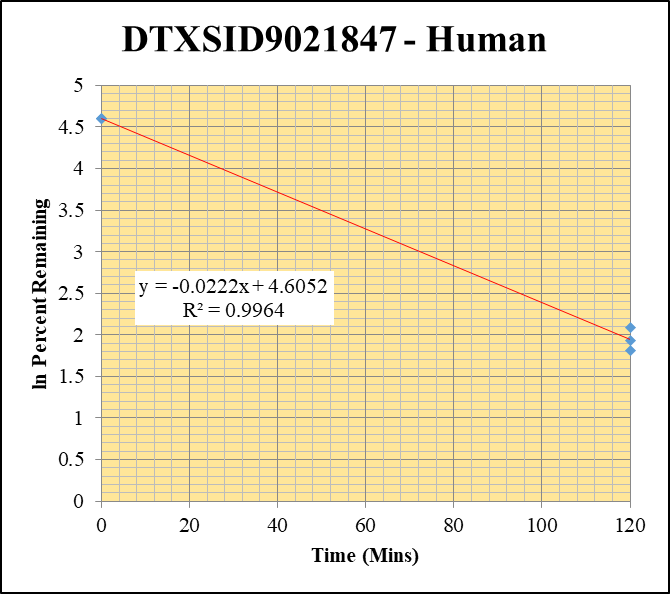 DTXSID9021847 - Human
5
4.5
4
3.5
3
2.5
2
1.5
1
0.5
0
ln Percent Remaining
y = -0.0222x + 4.6052
R² = 0.9964
0 20 40 60 80 100 120
Time (Mins)